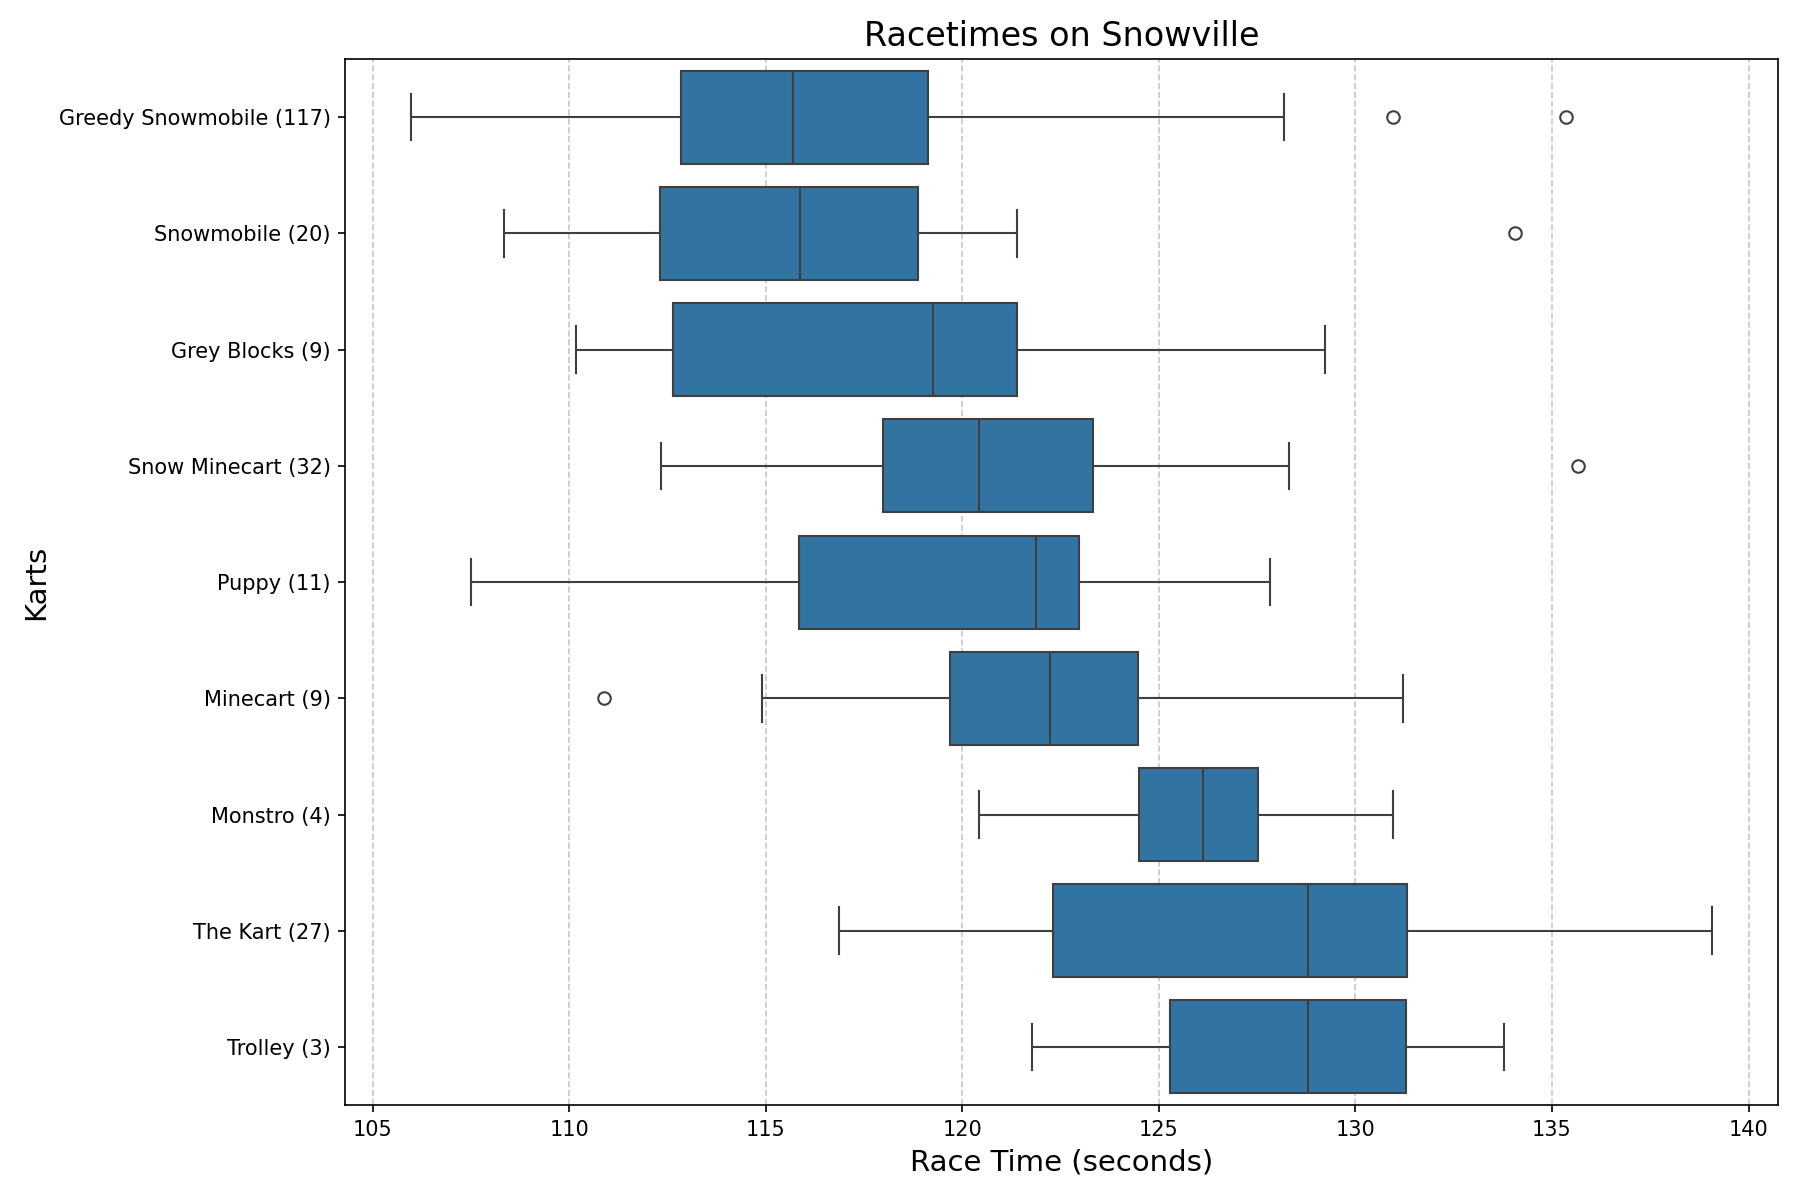 Racetimes on Snowville
Karts
Greedy Snowmobile (117)
Snowmobile (20)
Grey Blocks (9)
Snow Minecart (32)
Puppy (11)
Minecart (9)
Monstro (4)
The Kart (27)
Trolley (3)
105 110 115 120 125 130 135 140
Race Time (seconds)